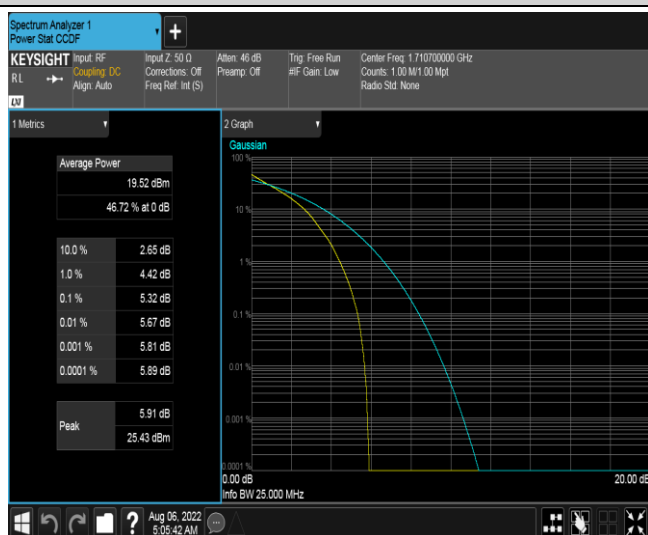 Spectrum Analyzer 1
Power Stat CCDF
KEYSIGHT
RL
LXI
Input: RF
Coupling: DC
Align: Auto
Input Z: 50 Ω
Corrections: Off
Freq Ref: Int (S)
Atten: 46 dB
Preamp: Off
Trig: Free Run
#IF Gain: Low
Center Freq: 1.710700000 GHz
Counts: 1.00 M/1.00 Mpt
Radio Std: None
1 Metrics
Average Power
19.52 dBm
46.72 % at 0 dB
10.0 % 2.65 dB
1.0 % 4.42 dB
0.1 % 5.32 dB
0.01 % 5.67 dB
0.001 % 5.81 dB
0.0001 % 5.89 dB
Peak
5.91 dB
25.43 dBm
2 Graph
Gaussian
100 %
10 %
1 %
0.1 %
0.01 %
0.001 %
0.0001 %
0.00 dB
20.00 dB
Info BW 25.000 MHz
?
Aug 06, 2022
5:05:42 AM